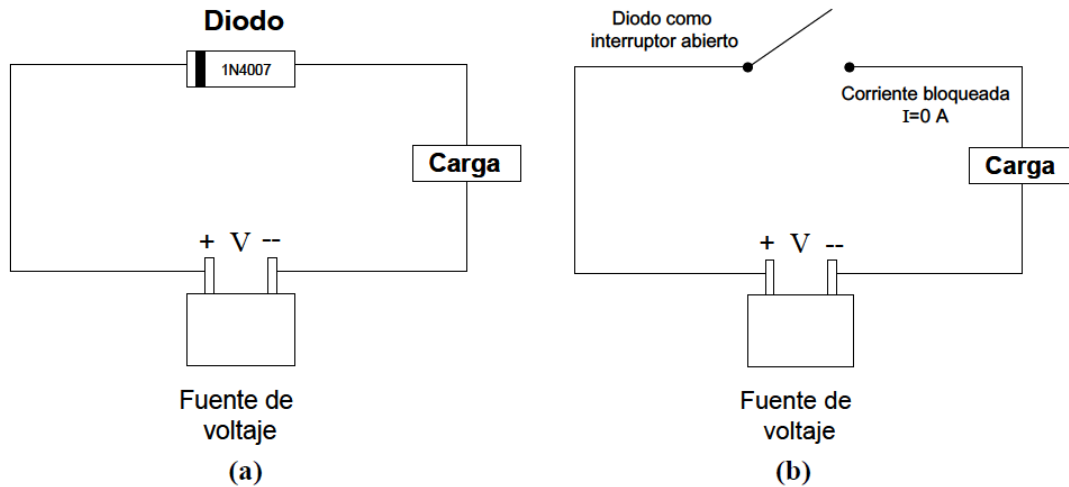 Diodo
1N4007
Carga
+ V --
Fuente de
voltaje
(a)
Diodo como
interruptor abierto
Corriente bloqueada
I=0 A
Carga
+ V --
Fuente de
voltaje
(b)